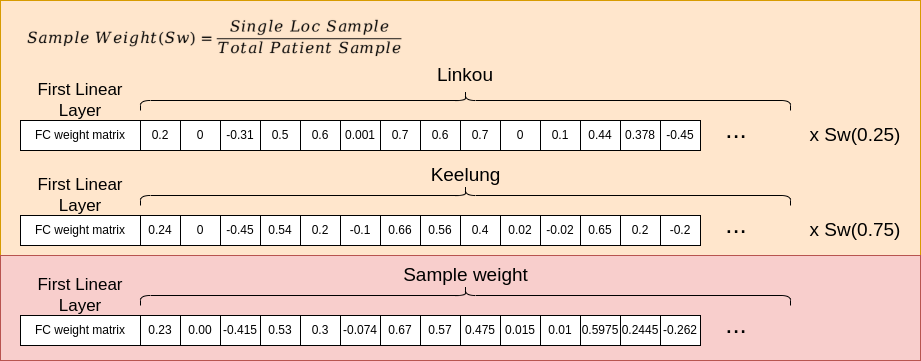 Sample Weight(Sw) = Single Loc Sample / Total Patient Sample
Linkou
First Linear
Layer
FC weight matrix 0.2 0 -0.31 0.5 0.6 0.001 0.7 0.6 0.7 0 0.1 0.44 0.378 -0.45 ... x Sw(0.25)
Keelung
First Linear
Layer
FC weight matrix 0.24 0 -0.45 0.54 0.2 -0.1 0.66 0.56 0.4 0.02 -0.02 0.65 0.2 -0.2 ... x Sw(0.75)
Sample weight
First Linear
Layer
FC weight matrix 0.23 0.00 -0.415 0.53 0.3 -0.074 0.67 0.57 0.475 0.015 0.01 0.5975 0.2445 -0.262 ...